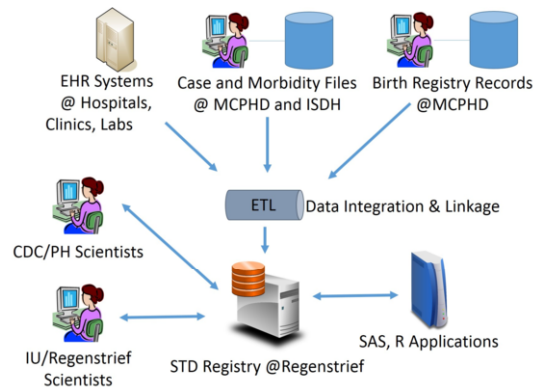 EHR Systems
@ Hospitals,
Clinics, Labs
Case and Morbidity Files
@ MCPHD and ISDH
Birth Registry Records
@MCPHD
ETL
Data Integration & Linkage
CDC/PH Scientists
IU/Regenstrief
Scientists
STD Registry @Regenstrief
SAS, R Applications